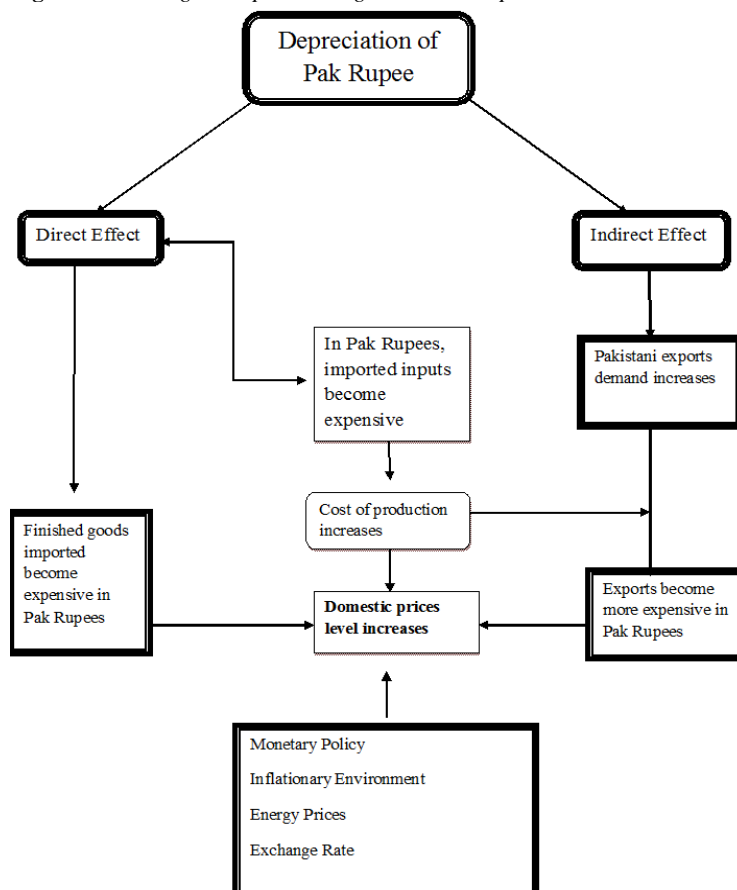 Depreciation of
Pak Rupee
Direct Effect
Indirect Effect
In Pak Rupees,
imported inputs
become
expensive
Pakistani exports
demand increases
Cost of production
increases
Finished goods
imported
become
expensive in
Pak Rupees
Domestic prices
level increases
Exports become
more expensive in
Pak Rupees
Monetary Policy
Inflationary Environment
Energy Prices
Exchange Rate